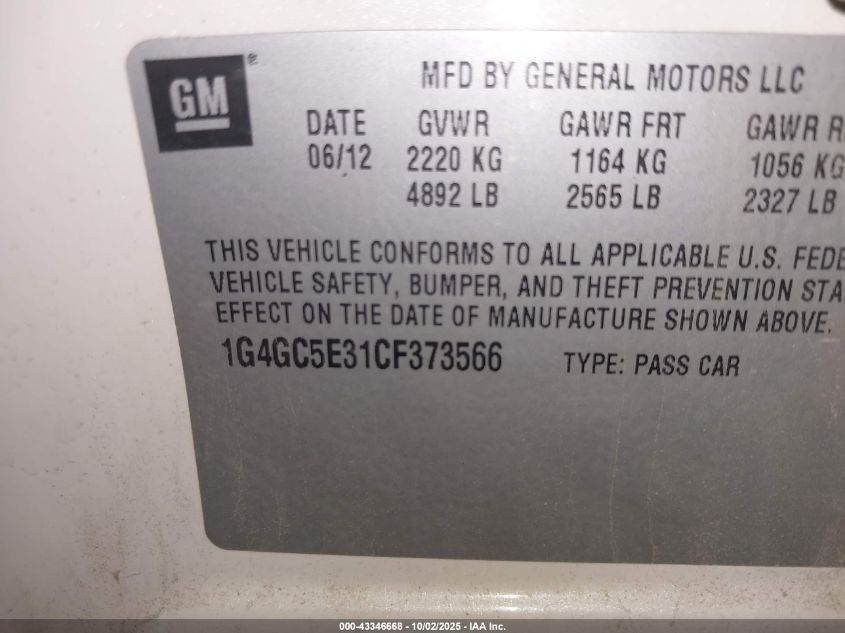 GM®
MFD BY GENERAL MOTORS LLC
DATE GVWR GAWR FRT GAWR
06/12 2220 KG 1164 KG 1056 KG
4892 LB 2565 LB 2327 LB
THIS VEHICLE CONFORMS TO ALL APPLICABLE U.S.
VEHICLE SAFETY, BUMPER, AND THEFT PREVENTION
EFFECT ON THE DATE OF MANUFACTURE SHOWN ABOVE.
1G4GC5E31CF373566 TYPE: PASS CAR
000-43346668 - 10/02/2025 - IAA Inc.